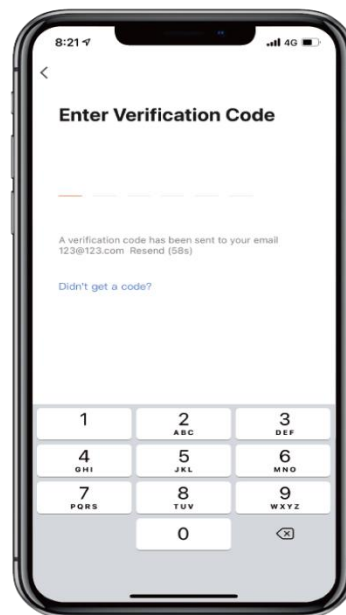 8:21
4G
Enter Verification Code
A verification code has been sent to your email
123@123.com Resend (58s)
Didn't get a code?
1 2 3
ABC DEF
4 5 6
GHI JKL MNO
7 8 9
PQRS TUV WXYZ
0